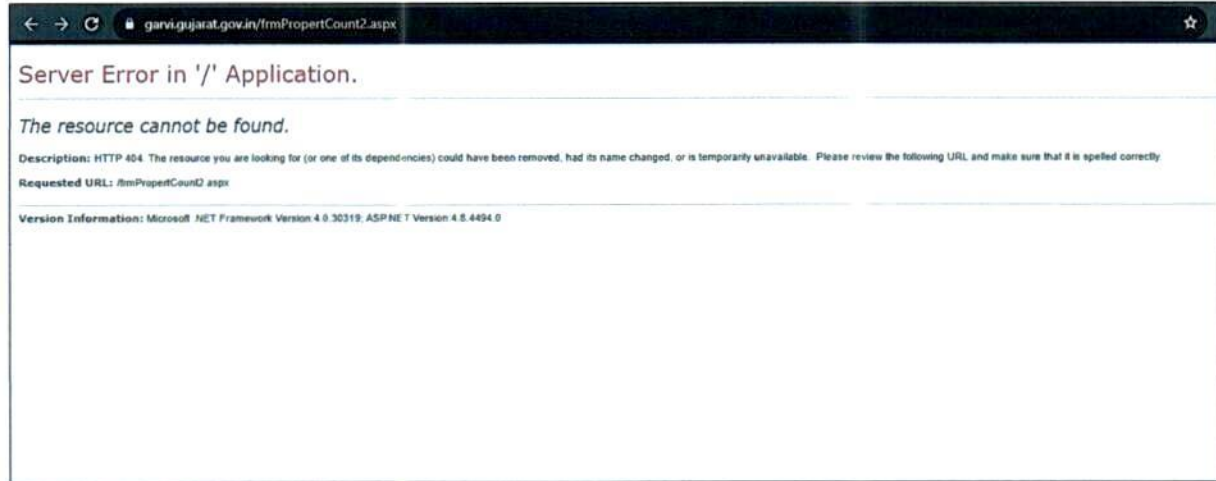 garvi.gujarat.gov.in/frmPropertCount2.aspx
Server Error in '/' Application.
The resource cannot be found.
Description: HTTP 404. The resource you are looking for (or one of its dependencies) could have been removed, had its name changed, or is temporarily unavailable. Please review the following URL and make sure that it is spelled correctly.
Requested URL: /frmPropertCount2.aspx
Version Information: Microsoft .NET Framework Version:4.0.30319; ASP.NET Version:4.8.4494.0